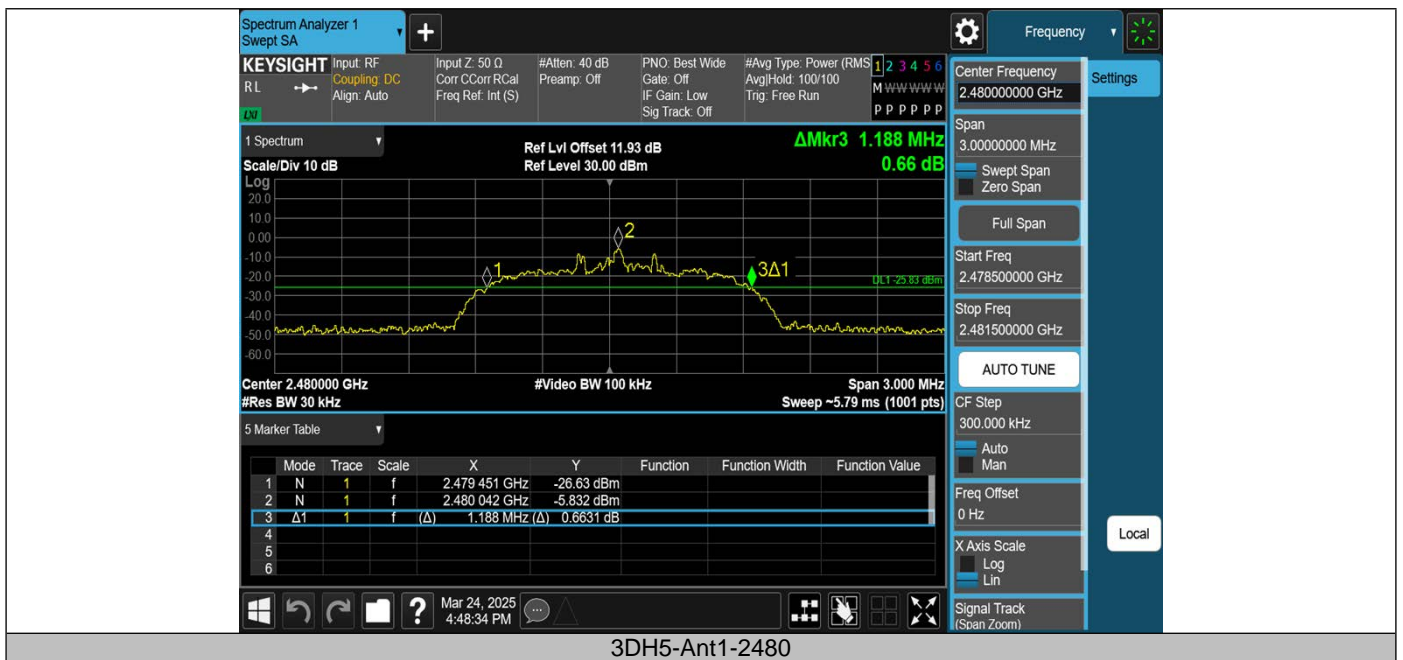 Spectrum Analyzer 1
Swept SA
+
Frequency
KEYSIGHT
RL
LXI
Input: RF
Coupling: DC
Align: Auto
Input Z: 50 Ω
Corr CCorr RCal
Freq Ref: Int (S)
#Atten: 40 dB
Preamp: Off
PNO: Best Wide
Gate: Off
IF Gain: Low
Sig Track: Off
#Avg Type: Power (RMS
Avg|Hold: 100/100
Trig: Free Run
1 2 3 4 5 6
M W W W W W
P P P P P P
1 Spectrum
Scale/Div 10 dB
Ref Lvl Offset 11.93 dB
Ref Level 30.00 dBm
ΔMkr3 1.188 MHz
0.66 dB
Log
20.0
10.0
0.00
-10.0
-20.0
-30.0
-40.0
-50.0
-60.0
1
2
3Δ1
DL1 -25.83 dBm
Center 2.480000 GHz
#Video BW 100 kHz
Span 3.000 MHz
#Res BW 30 kHz
Sweep ~5.79 ms (1001 pts)
5 Marker Table
Mode Trace Scale X Y Function Function Width Function Value
1 N 1 f 2.479 451 GHz -26.63 dBm
2 N 1 f 2.480 042 GHz -5.832 dBm
3 Δ1 1 f (Δ) 1.188 MHz (Δ) 0.6631 dB
4
5
6
?
Mar 24, 2025
4:48:34 PM
Center Frequency
2.480000000 GHz
Settings
Span
3.00000000 MHz
Swept Span
Zero Span
Full Span
Start Freq
2.478500000 GHz
Stop Freq
2.481500000 GHz
AUTO TUNE
CF Step
300.000 kHz
Auto
Man
Freq Offset
0 Hz
X Axis Scale
Log
Lin
Local
Signal Track
(Span Zoom)
3DH5-Ant1-2480